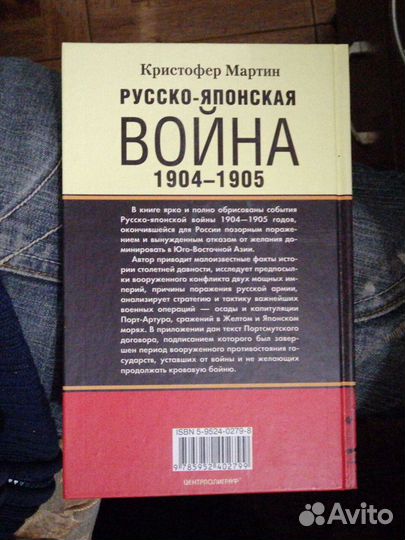 Кристофер Мартин
РУССКО-ЯПОНСКАЯ
ВОЙНА
1904–1905
В книге ярко и полно обрисованы события
Русско-японской войны 1904—1905 годов,
окончившейся для России позорным пораже-
нием и вынужденным отказом от желания до-
минировать в Юго-Восточной Азии.
Автор приводит малоизвестные факты исто-
рии столетней давности, исследует предпосыл-
ки вооруженного конфликта двух мощных им-
перий, причины поражения русской армии,
анализирует стратегию и тактику важнейших
военных операций — осады и капитуляции
Порт-Артура, сражений в Желтом и Японском
морях. В приложении дан текст Портсмутского
договора, подписанием которого был завер-
шен период вооруженного противостояния го-
сударств, уставших от войны и не желающих
продолжать кровавую бойню.
ISBN 5-9524-0279-8
9785952402799
ЦЕНТРПОЛИГРАФ
Avito